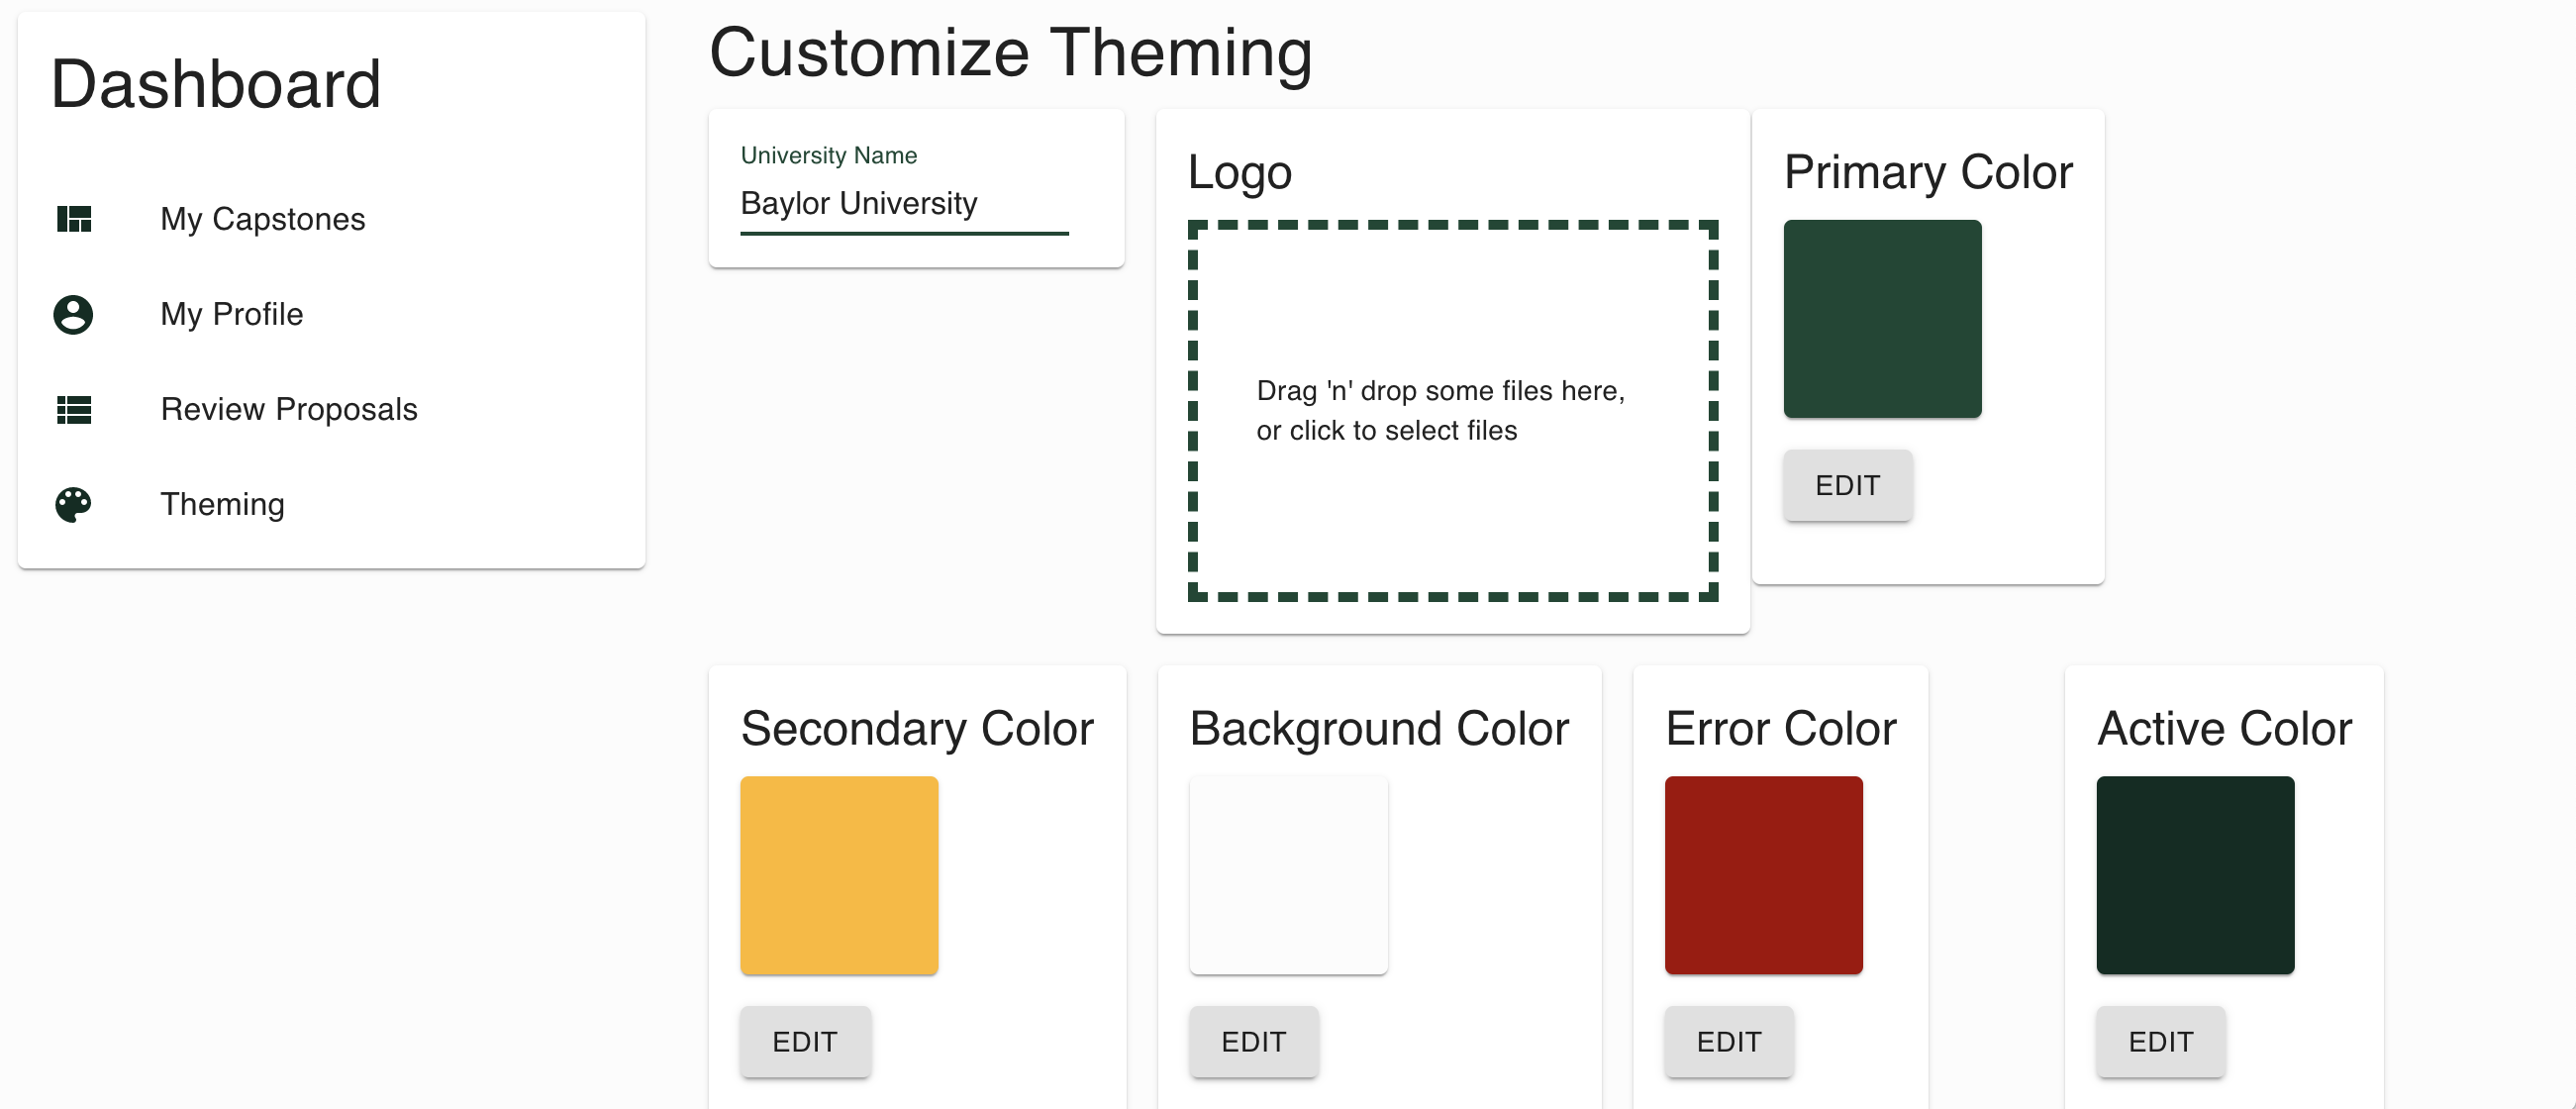 Dashboard
My Capstones
My Profile
Review Proposals
Theming
Customize Theming
University Name
Baylor University
Logo
Drag 'n' drop some files here,
or click to select files
Primary Color
EDIT
Secondary Color
EDIT
Background Color
EDIT
Error Color
EDIT
Active Color
EDIT